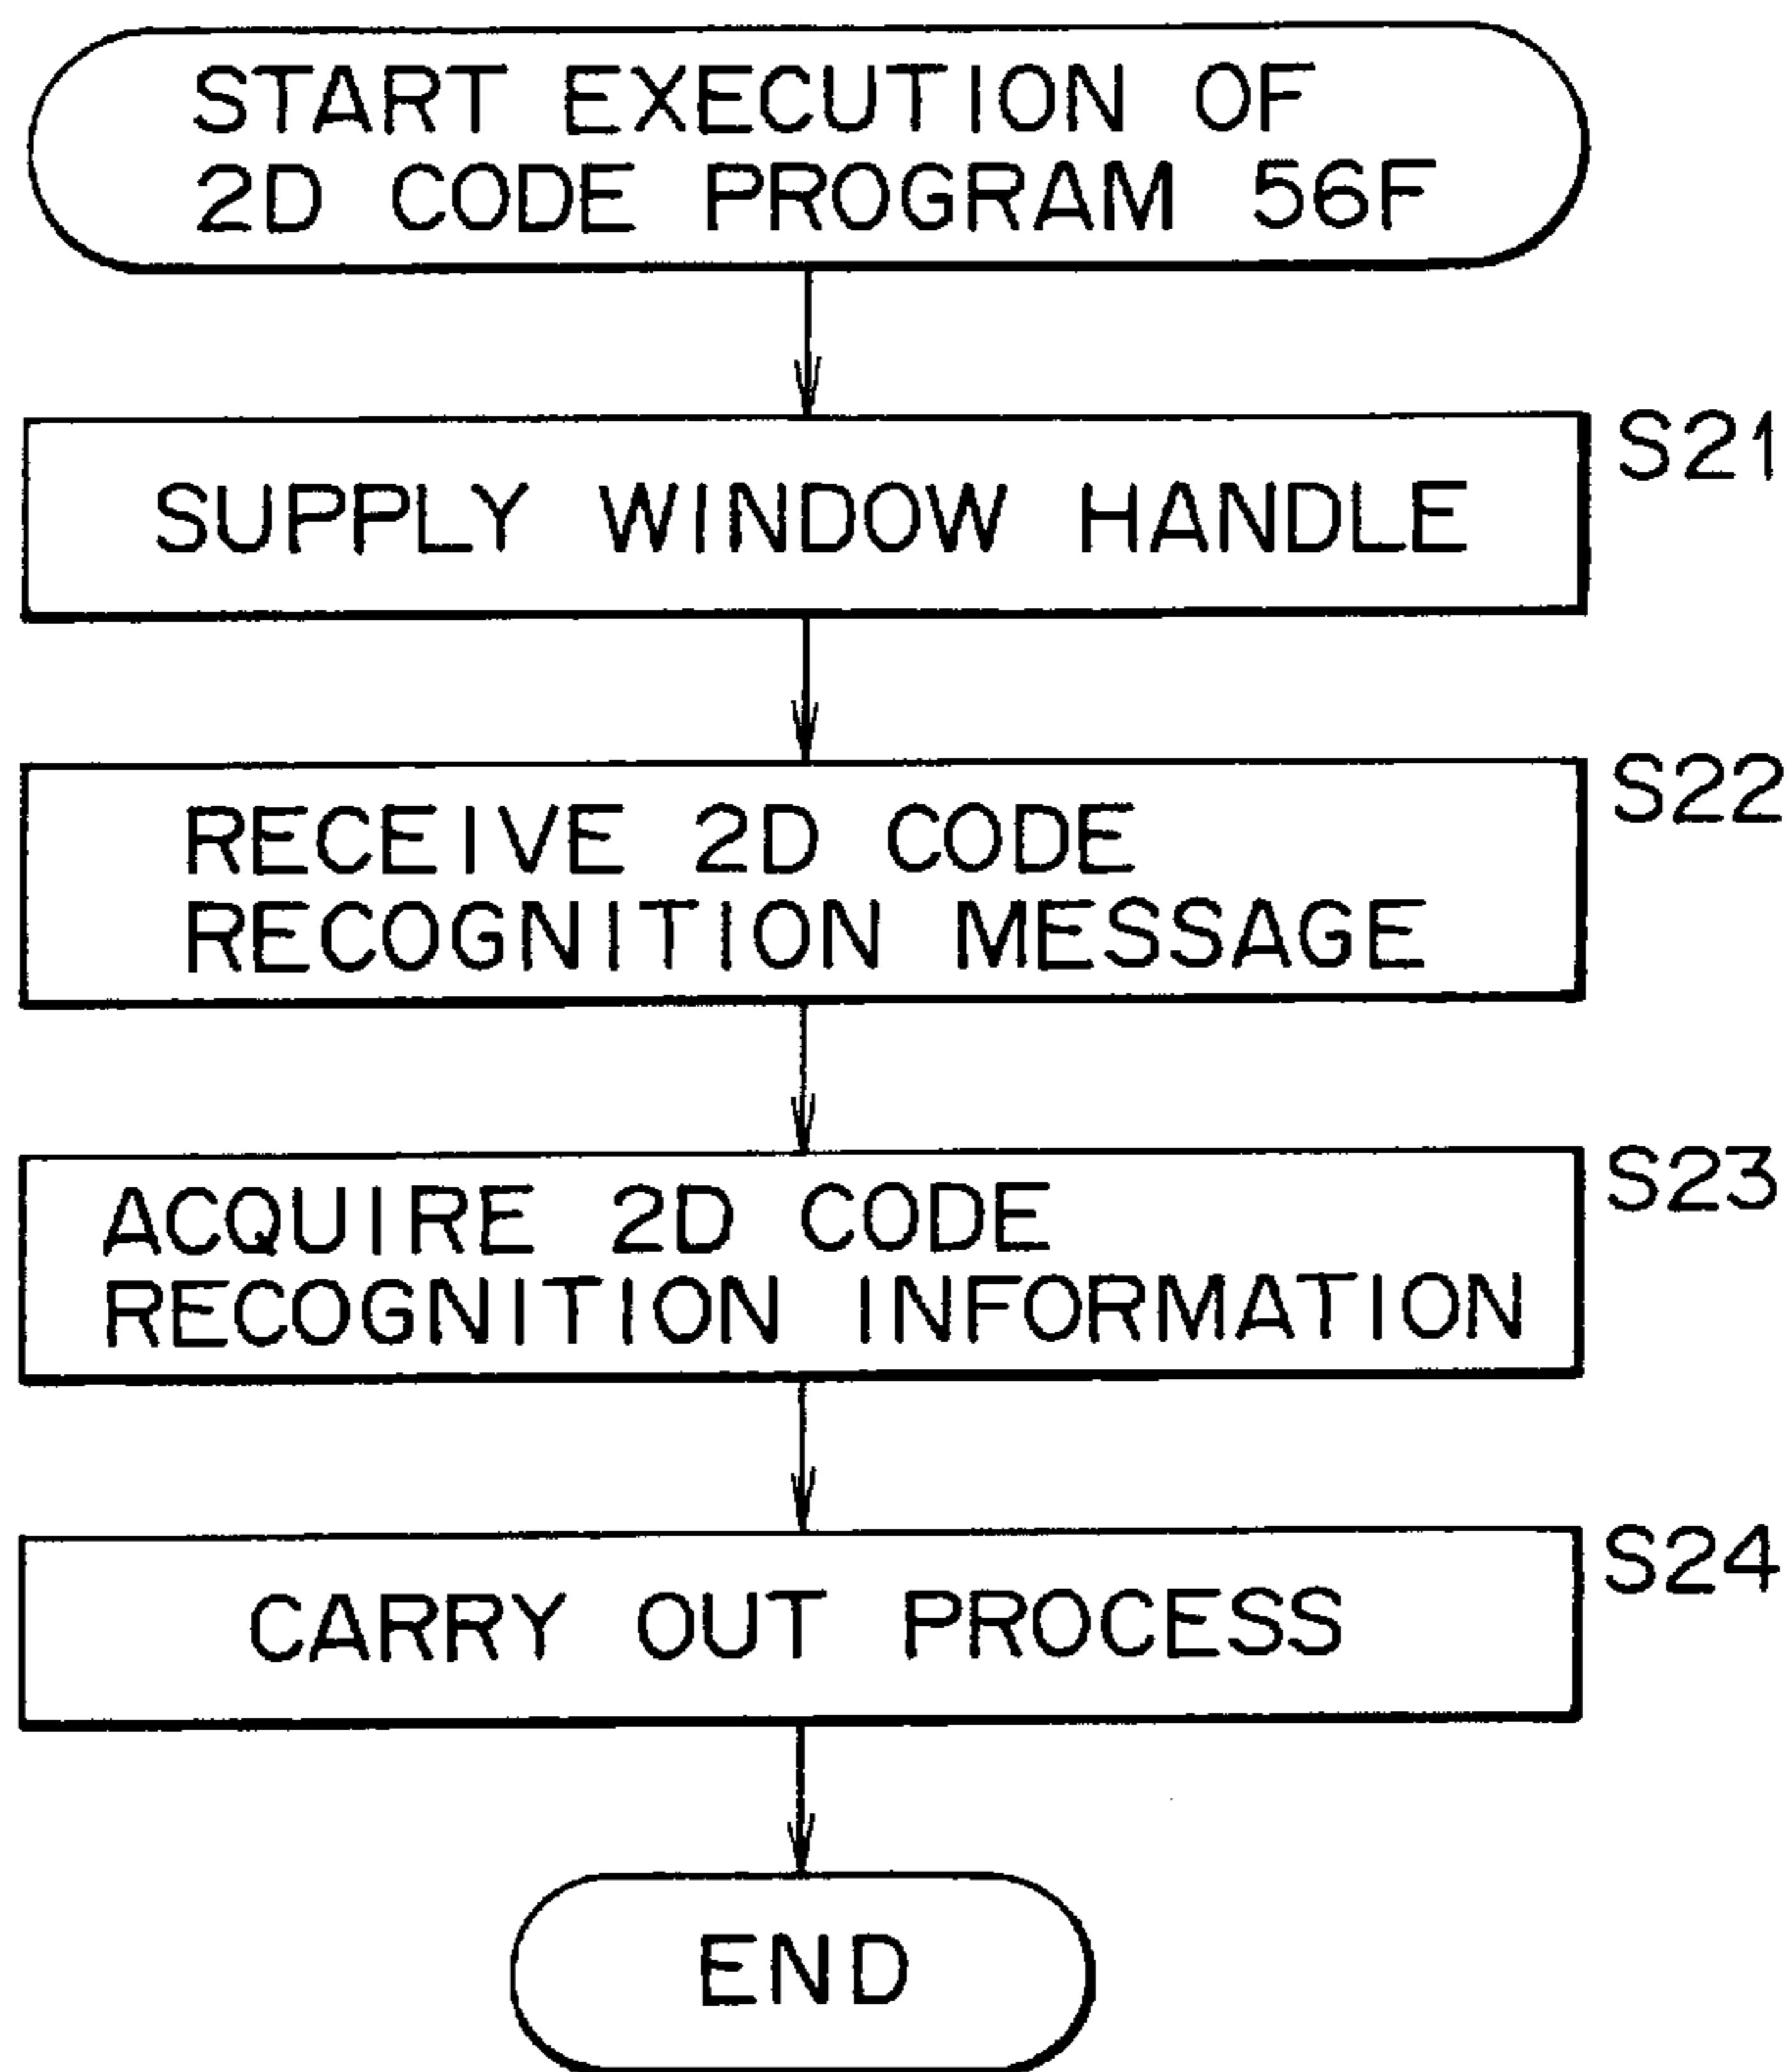 START EXECUTION OF
2D CODE PROGRAM 56F
S21
SUPPLY WINDOW HANDLE
S22
RECEIVE 2D CODE
RECOGNITION MESSAGE
S23
ACQUIRE 2D CODE
RECOGNITION INFORMATION
S24
CARRY OUT PROCESS
END